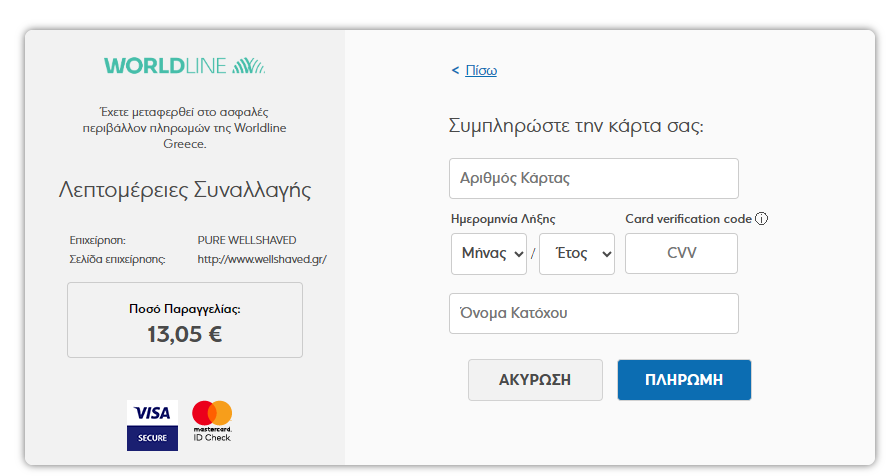 WORLDLINE
Έχετε μεταφερθεί στο ασφαλές
περιβάλλον πληρωμών της Worldline
Greece.
Λεπτομέρειες Συναλλαγής
Επιχείρηση: PURE WELLSHAVED
Σελίδα επιχείρησης: http://www.wellshaved.gr/
Ποσό Παραγγελίας:
13,05 €
VISA
SECURE
mastercard.
ID Check
< Πίσω
Συμπληρώστε την κάρτα σας:
Αριθμός Κάρτας
Ημερομηνία Λήξης Card verification code
Μήνας / Έτος CVV
Όνομα Κατόχου
ΑΚΥΡΩΣΗ ΠΛΗΡΩΜΗ